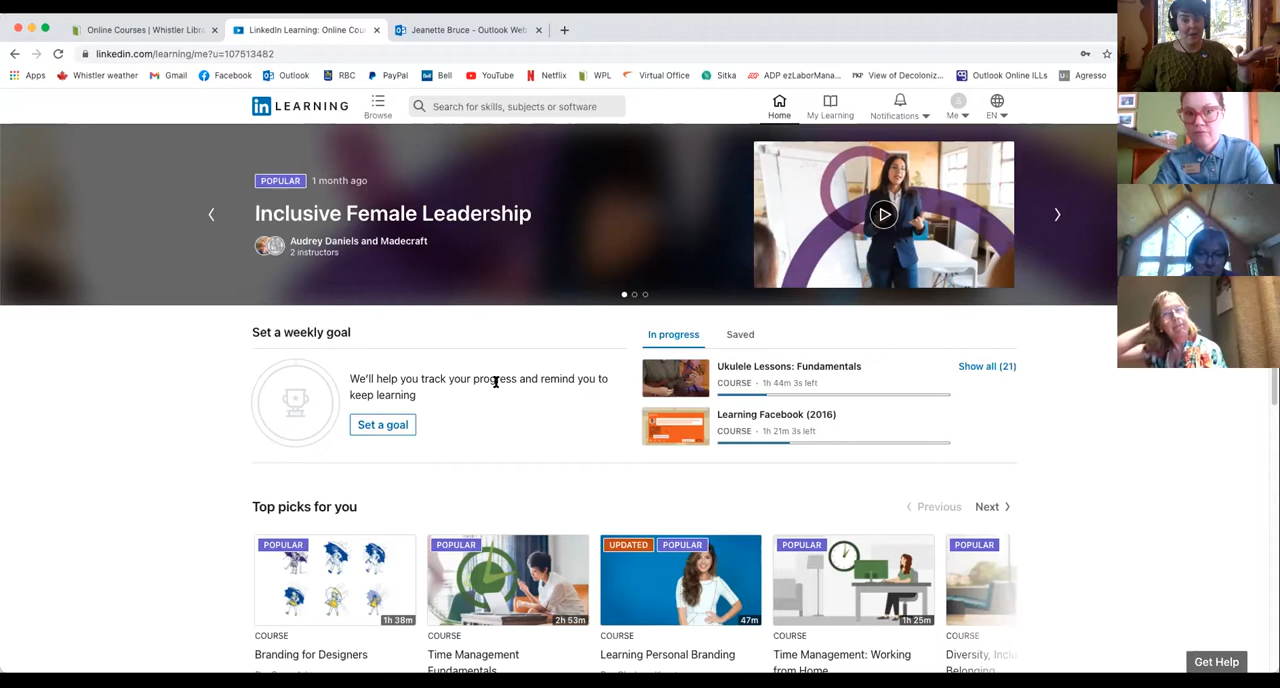 Online Courses | Whistler Libra
LinkedIn Learning: Online Cou
Jeanette Bruce - Outlook Web
linkedin.com/learning/me?u=107513482
Apps Whistler weather Gmail Facebook Outlook RBC PayPal Bell YouTube Netflix WPL Virtual Office Sitka ADP ezLaborMana... View of Decoloniz... Outlook Online ILLs Agresso
in LEARNING
Browse
Search for skills, subjects or software
Home
My Learning
Notifications
Me
EN
POPULAR 1 month ago
Inclusive Female Leadership
Audrey Daniels and Madecraft
2 instructors
Set a weekly goal
We'll help you track your progress and remind you to
keep learning
Set a goal
In progress Saved
Ukulele Lessons: Fundamentals
COURSE · 1h 44m 3s left
Show all (21)
Learning Facebook (2016)
COURSE · 1h 21m 3s left
Top picks for you
Previous Next
POPULAR
1h 38m
COURSE
Branding for Designers
POPULAR
2h 53m
COURSE
Time Management
Fundamentals
UPDATED POPULAR
47m
COURSE
Learning Personal Branding
POPULAR
1h 25m
COURSE
Time Management: Working
from Home
POPULAR
COURSE
Diversity, Inclu
Belonging
Get Help